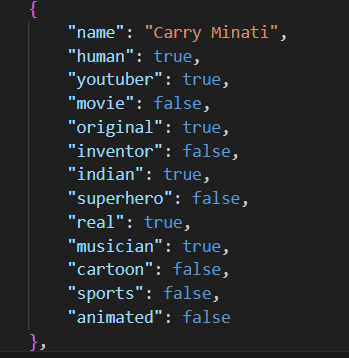 {
"name": "Carry Minati",
"human": true,
"youtuber": true,
"movie": false,
"original": true,
"inventor": false,
"indian": true,
"superhero": false,
"real": true,
"musician": true,
"cartoon": false,
"sports": false,
"animated": false
},